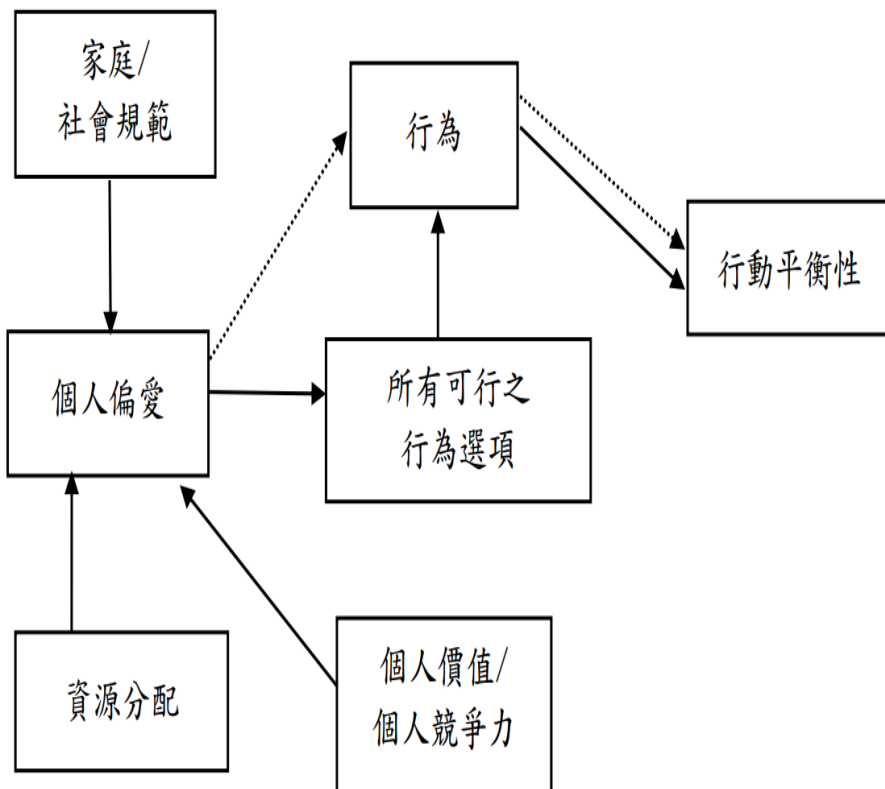 家庭/
社會規範
行為
行動平衡性
個人偏愛
所有可行之
行為選項
資源分配
個人價值/
個人競爭力